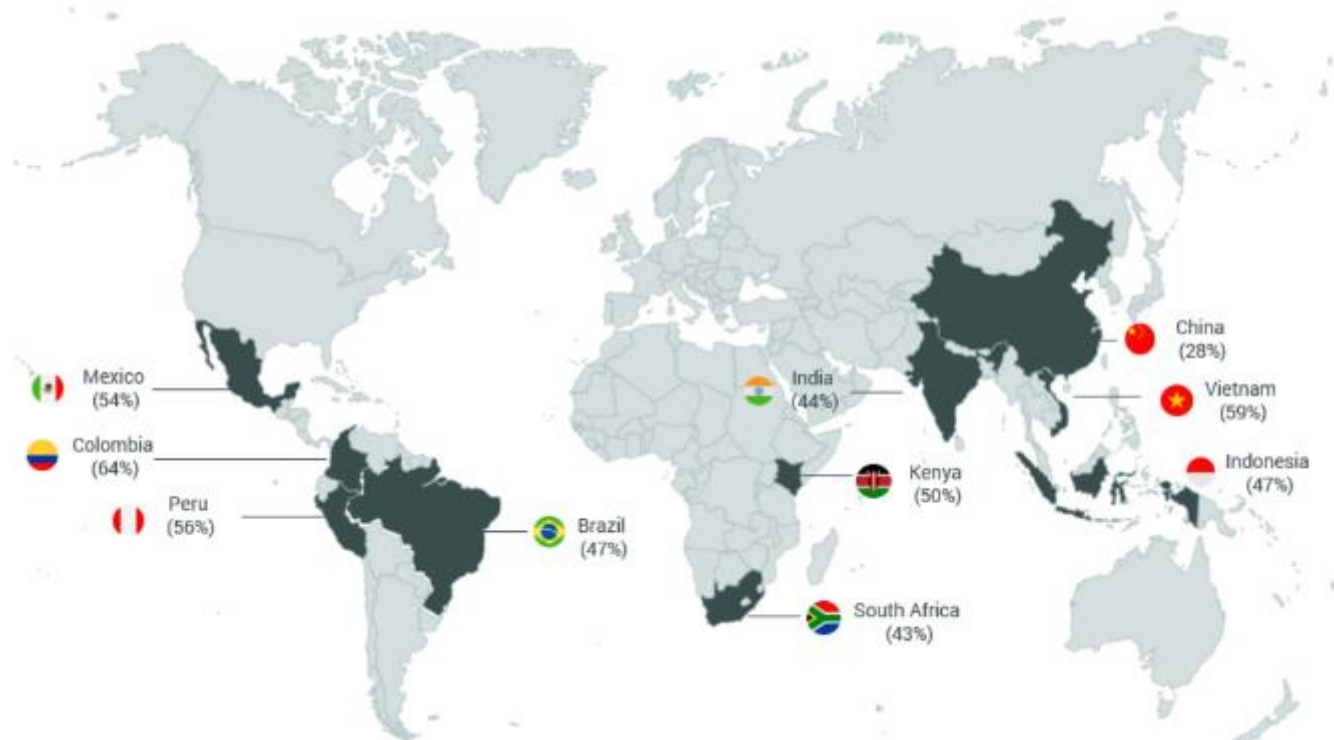 China
(28%)
Mexico
(54%)
India
(44%)
Vietnam
(59%)
Colombia
(64%)
Indonesia
(47%)
Kenya
(50%)
Peru
(56%)
Brazil
(47%)
South Africa
(43%)